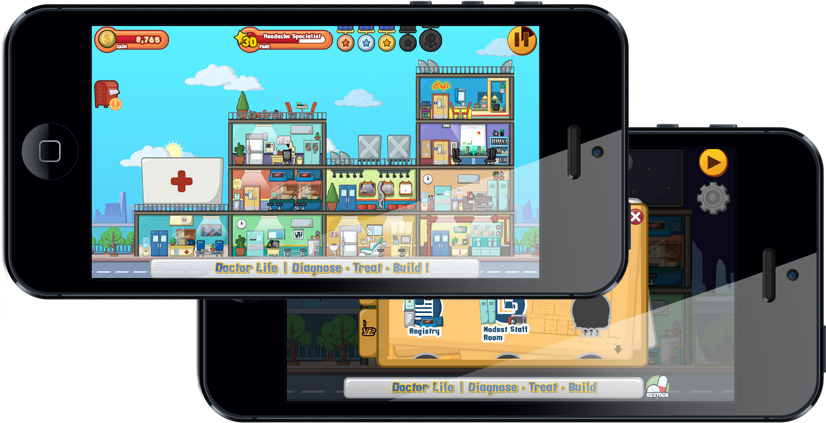 8,765
CASH
30
Headache Specialist
FAME
Cafe
Doctor Life | Diagnose - Treat - Build !
Registry
Modest Staff
Room
???
Doctor Life | Diagnose - Treat - Build
RESTOCK